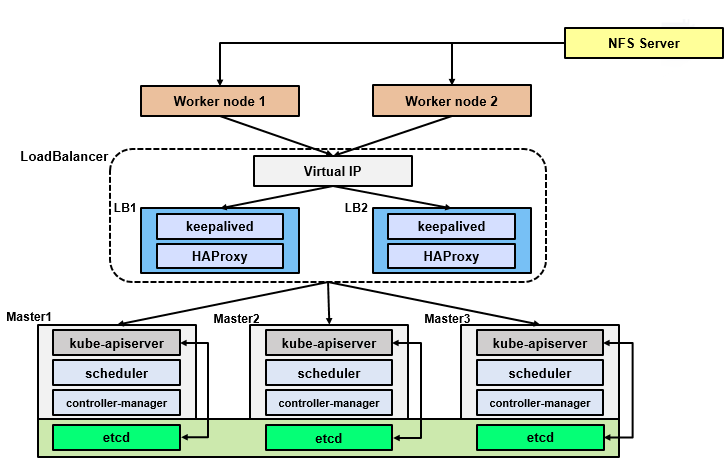 NFS Server
Worker node 1
Worker node 2
LoadBalancer
Virtual IP
LB1
LB2
keepalived
keepalived
HAProxy
HAProxy
Master1
Master2
Master3
kube-apiserver
kube-apiserver
kube-apiserver
scheduler
scheduler
scheduler
controller-manager
controller-manager
controller-manager
etcd
etcd
etcd